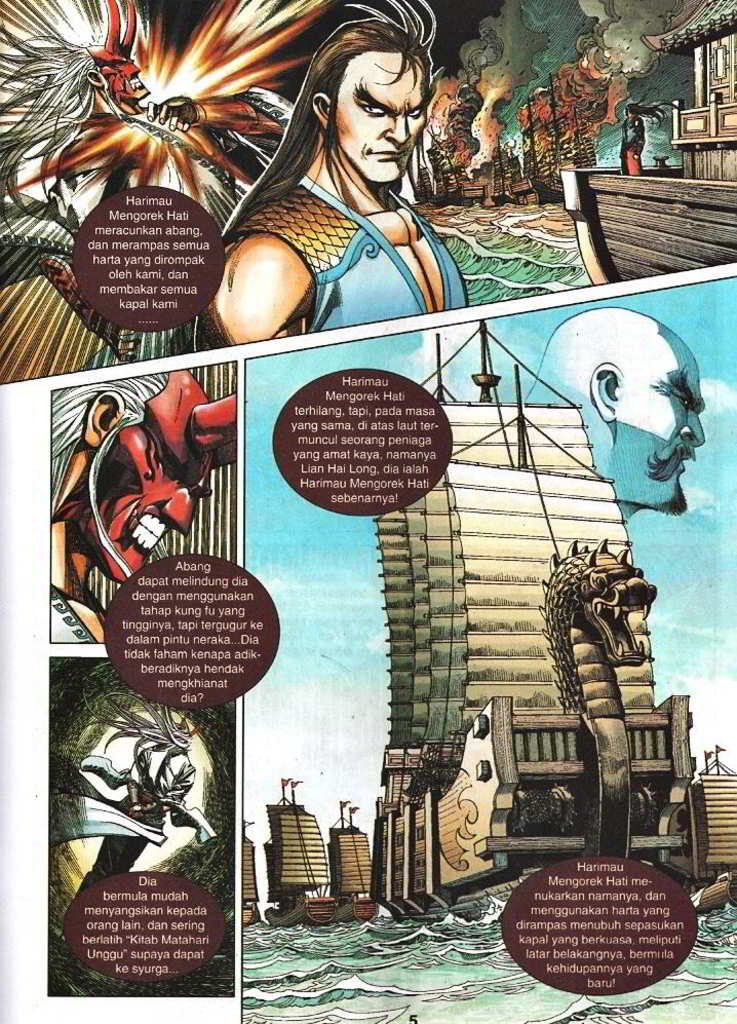 Harimau
Mengorek Hati
meracunkan abang,
dan merampas semua
harta yang dirompak
oleh kami, dan
membakar semua
kapal kami
......
Harimau
Mengorek Hati
terhilang, tapi, pada masa
yang sama, di atas laut ter-
muncul seorang peniaga
yang amat kaya, namanya
Lian Hai Long, dia ialah
Harimau Mengorek Hati
sebenarnya!
Abang
dapat melindung dia
dengan menggunakan
tahap kung fu yang
tingginya, tapi tergugur ke
dalam pintu neraka...Dia
tidak faham kenapa adik-
beradiknya hendak
mengkhianat
dia?
Dia
bermula mudah
menyangsikan kepada
orang lain, dan sering
berlatih "Kitab Matahari
Unggu" supaya dapat
ke syurga...
Harimau
Mengorek Hati me-
nukarkan namanya, dan
menggunakan harta yang
dirampas menubuh sepasukan
kapal yang berkuasa, meliputi
latar belakangnya, bermula
kehidupannya yang
baru!
5